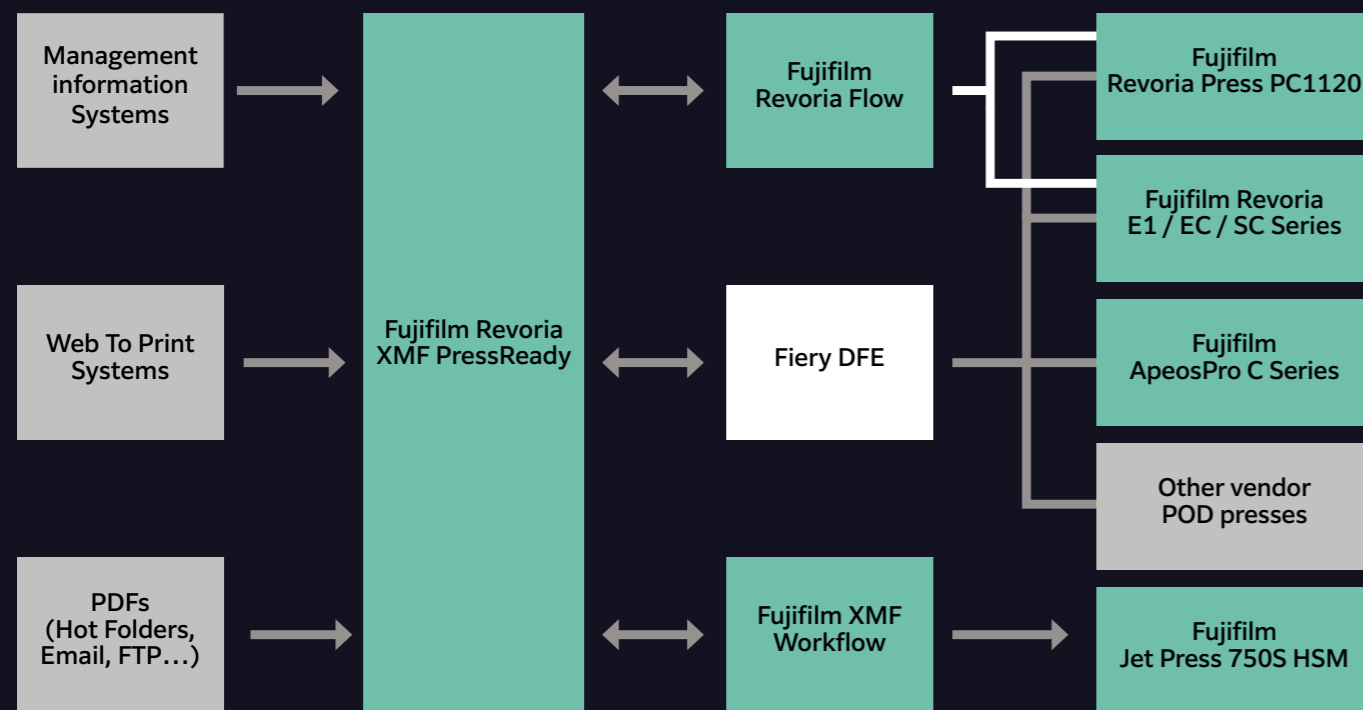 Management
information
Systems
Web To Print
Systems
PDFs
(Hot Folders,
Email, FTP...)
Fujifilm Revoria
XMF PressReady
Fujifilm
Revoria Flow
Fiery DFE
Fujifilm XMF
Workflow
Fujifilm
Revoria Press PC1120
Fujifilm Revoria
E1 / EC / SC Series
Fujifilm
ApeosPro C Series
Other vendor
POD presses
Fujifilm
Jet Press 750S HSM